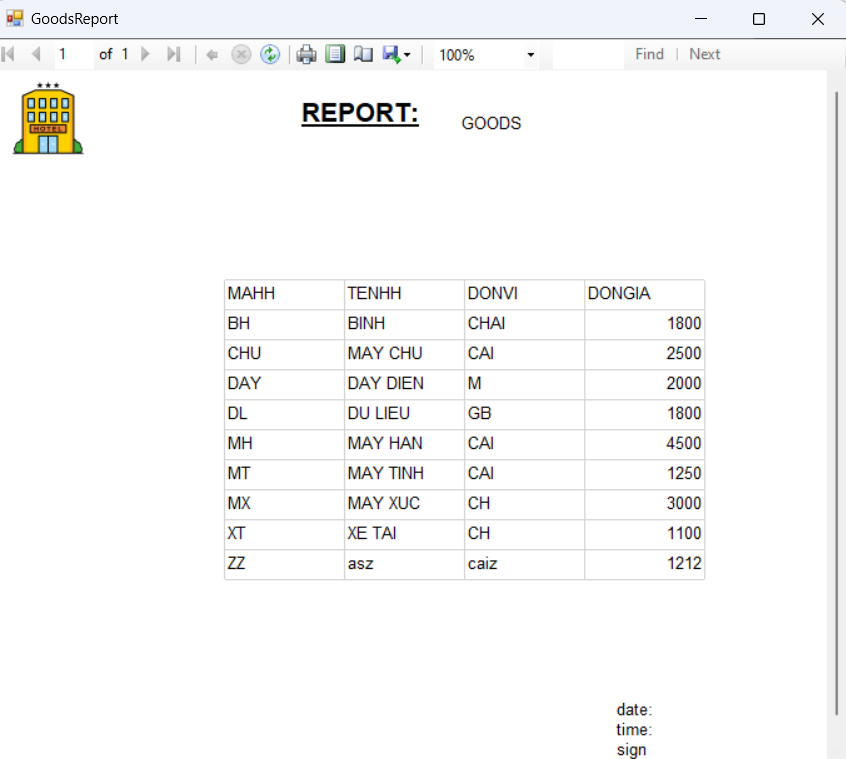 GoodsReport
1 of 1 100% Find Next
HOTEL
REPORT: GOODS
MAHH TENHH DONVI DONGIA
BH BINH CHAI 1800
CHU MAY CHU CAI 2500
DAY DAY DIEN M 2000
DL DU LIEU GB 1800
MH MAY HAN CAI 4500
MT MAY TINH CAI 1250
MX MAY XUC CH 3000
XT XE TAI CH 1100
ZZ asz caiz 1212
date:
time:
sign